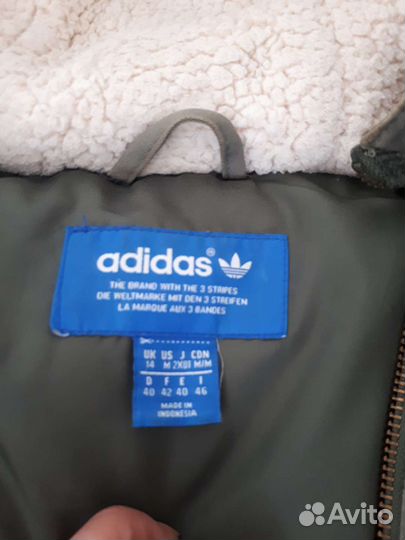 adidas®
THE BRAND WITH THE 3 STRIPES
DIE WELTMARKE MIT DEN 3 STREIFEN
LA MARQUE AUX 3 BANDES
UK US J CDN
14 M 2XOT M/M
D F E I
40 42 40 46
MADE IN
INDONESIA
Avito